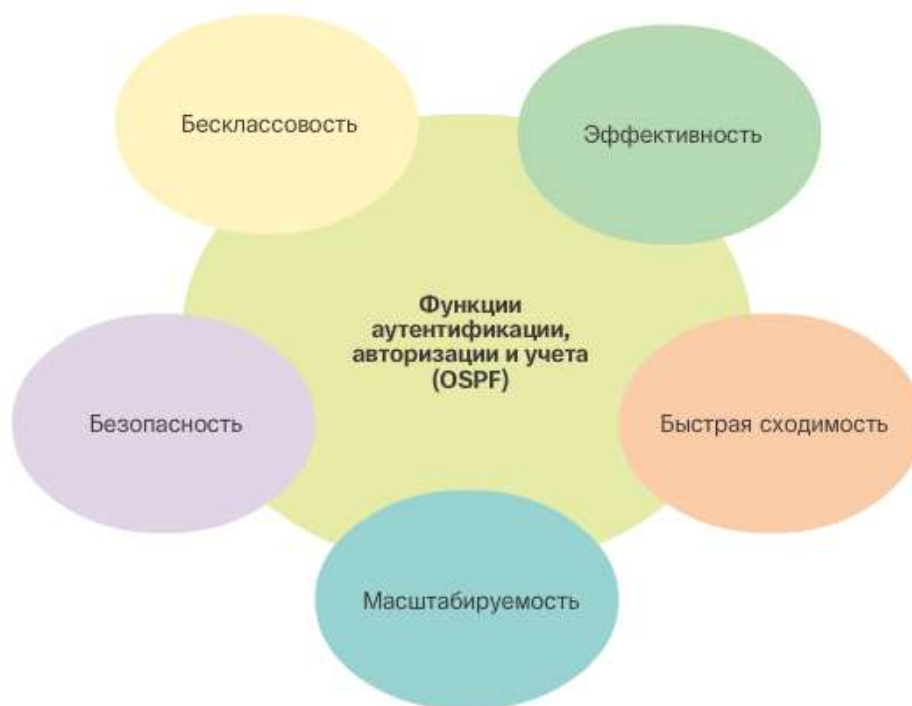 Бесклассовость
Эффективность
Функции
аутентификации,
авторизации и учета
(OSPF)
Безопасность
Быстрая сходимость
Масштабируемость